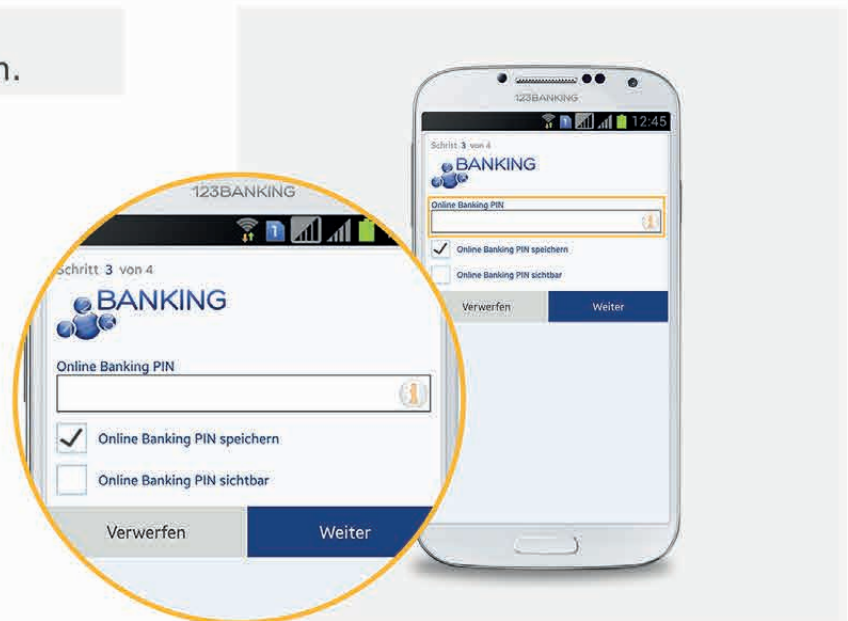 n.
123BANKING
12:45
Schritt 3 von 4
BANKING
Online Banking PIN
Online Banking PIN speichern
Online Banking PIN sichtbar
Verwerfen Weiter
123BANKING
1
Schritt 3 von 4
BANKING
Online Banking PIN
Online Banking PIN speichern
Online Banking PIN sichtbar
Verwerfen Weiter